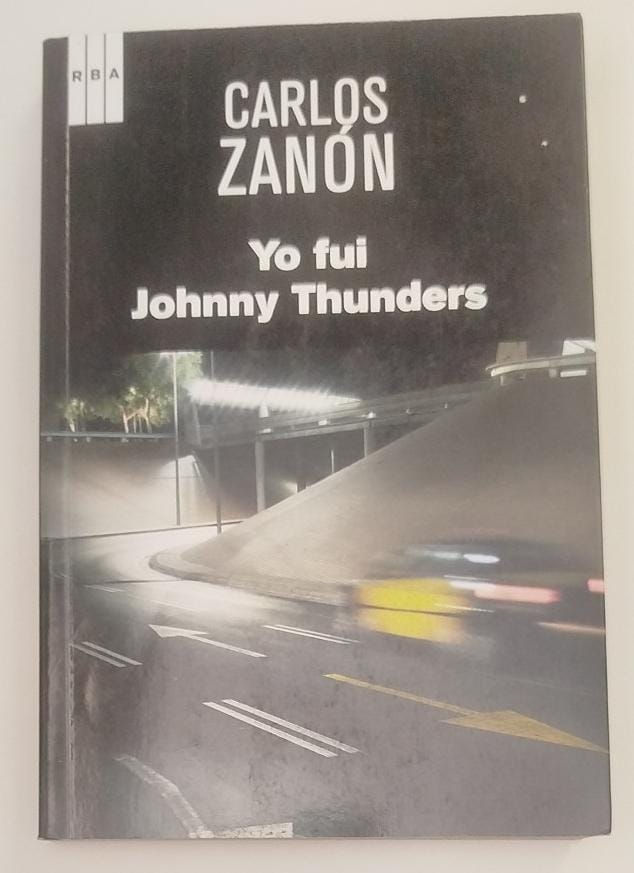 RBA
CARLOS
ZANÓN
Yo fui
Johnny Thunders